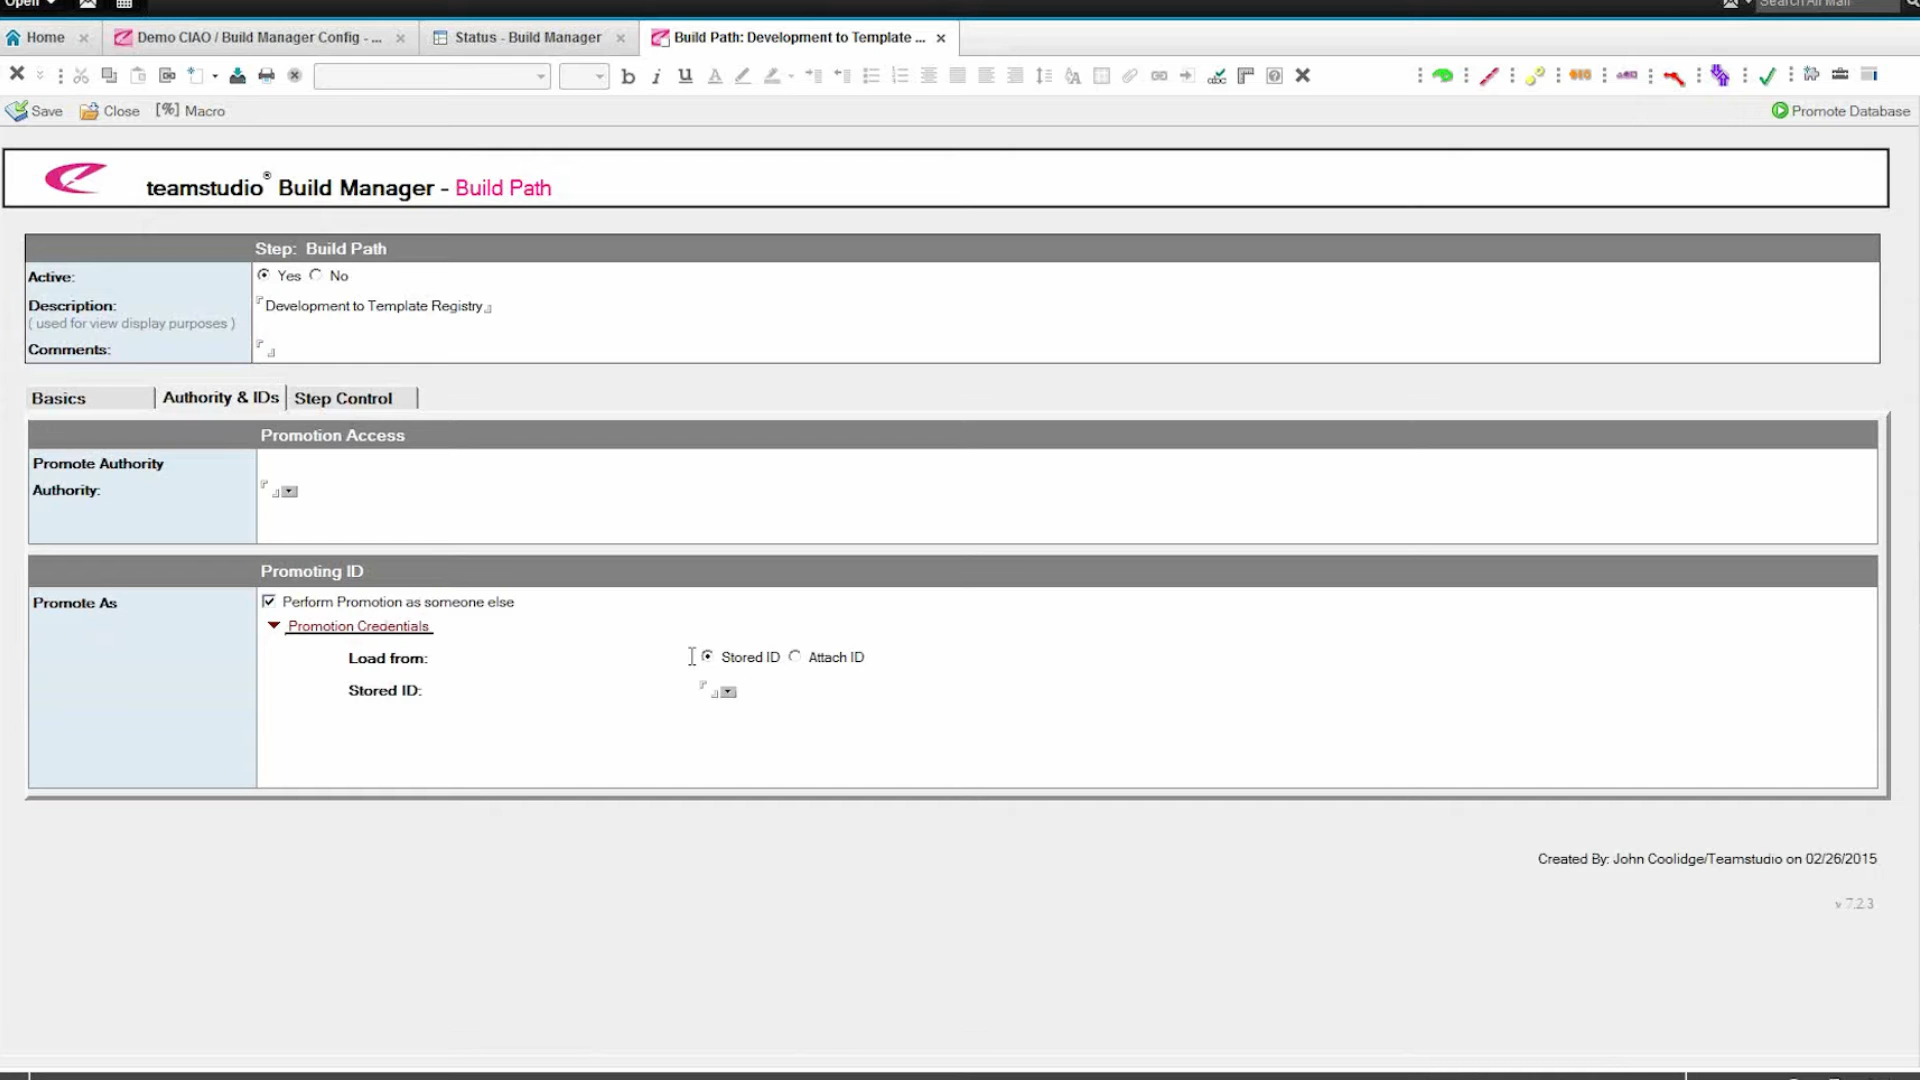 Open
Search All Mail
Home
Demo CIAO / Build Manager Config - ...
Status - Build Manager
Build Path: Development to Template ...
b i U A
Save Close [%] Macro
Promote Database
teamstudio® Build Manager - Build Path
Step: Build Path
Active:
Yes No
Description:
Development to Template Registry
( used for view display purposes )
Comments:
Basics
Authority & IDs
Step Control
Promotion Access
Promote Authority
Authority:
Promoting ID
Promote As
Perform Promotion as someone else
Promotion Credentials
Load from:
Stored ID Attach ID
Stored ID:
Created By: John Coolidge/Teamstudio on 02/26/2015
v 7.2.3